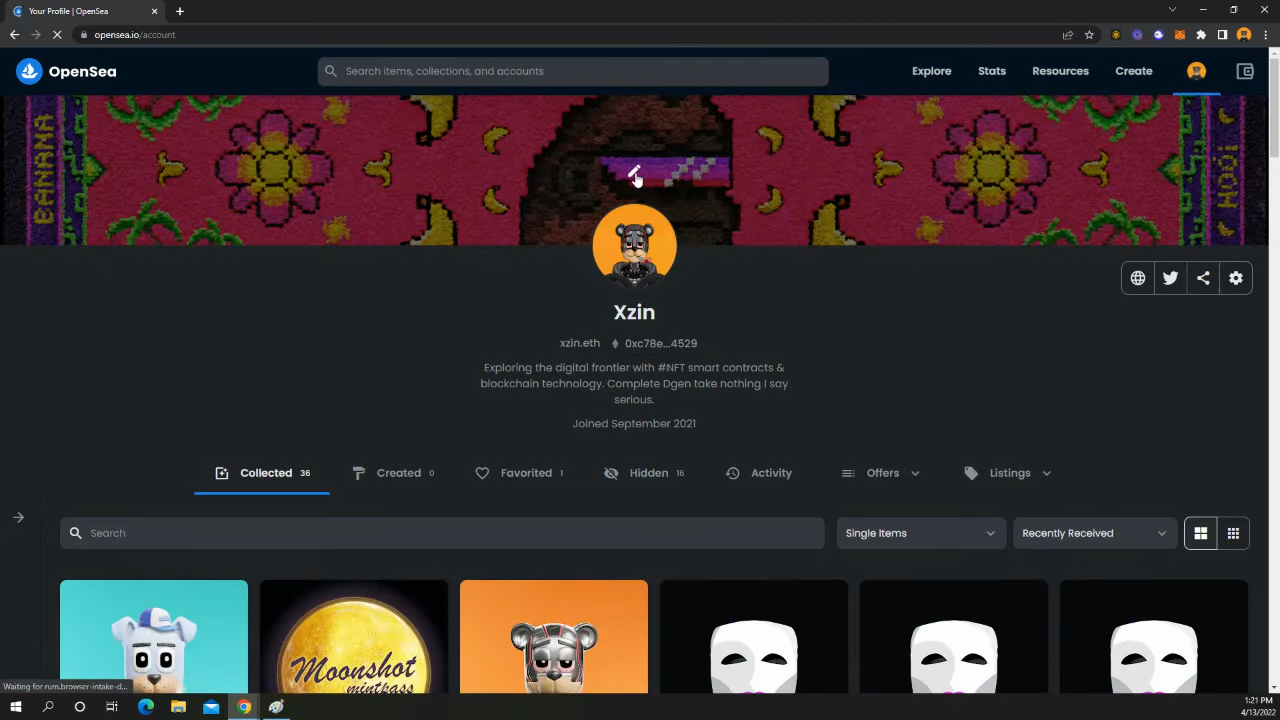 Your Profile | OpenSea
opensea.io/account
OpenSea
Search items, collections, and accounts
Explore
Stats
Resources
Create
BANANA
Xzin
xzin.eth
0xc78e...4529
Exploring the digital frontier with #NFT smart contracts &
blockchain technology. Complete Dgen take nothing I say
serious.
Joined September 2021
Collected 36
Created 0
Favorited 1
Hidden 16
Activity
Offers
Listings
Search
Single Items
Recently Received
Moonshot
mintpass
Waiting for rum.browser-intake-d...
1:21 PM
4/13/2022